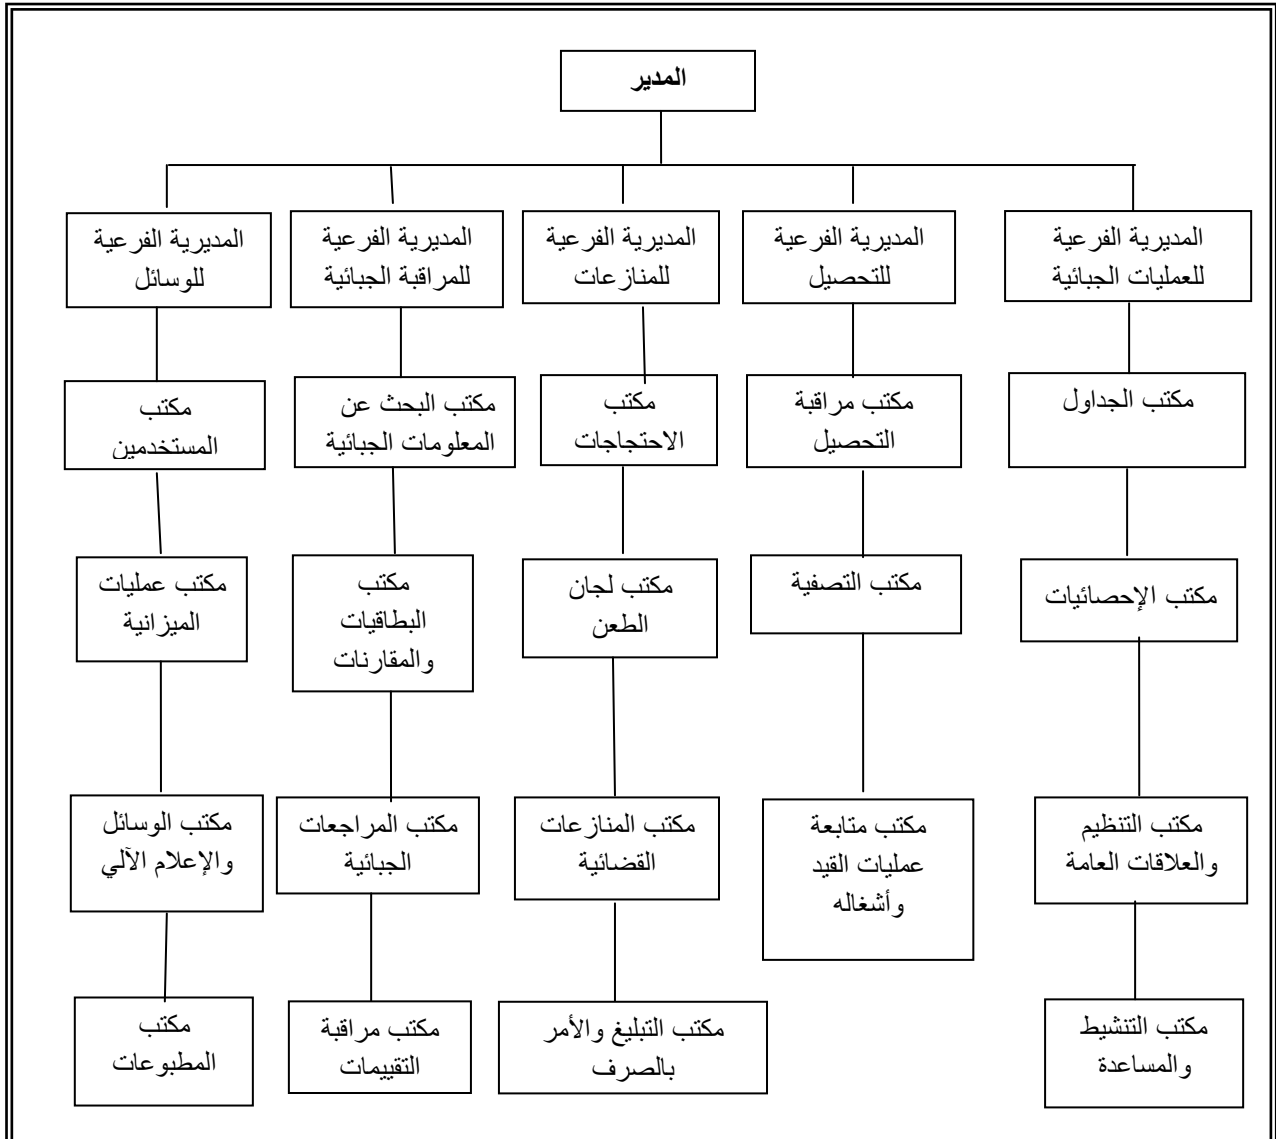 المدير
المديرية الفرعية
للعمليات الجبائية
المديرية الفرعية
للتحصيل
المديرية الفرعية
للمنازعات
المديرية الفرعية
للمراقبة الجبائية
المديرية الفرعية
للوسائل
مكتب الجداول
مكتب مراقبة
التحصيل
مكتب
الاحتجاجات
مكتب البحث عن
المعلومات الجبائية
مكتب
المستخدمين
مكتب الإحصائيات
مكتب التصفية
مكتب لجان
الطعن
مكتب
البطاقيات
والمقارنات
مكتب عمليات
الميزانية
مكتب التنظيم
والعلاقات العامة
مكتب متابعة
عمليات القيد
وأشغاله
مكتب المنازعات
القضائية
مكتب المراجعات
الجبائية
مكتب الوسائل
والإعلام الآلي
مكتب التنشيط
والمساعدة
مكتب التبليغ والأمر
بالصرف
مكتب مراقبة
التقييمات
مكتب
المطبوعات